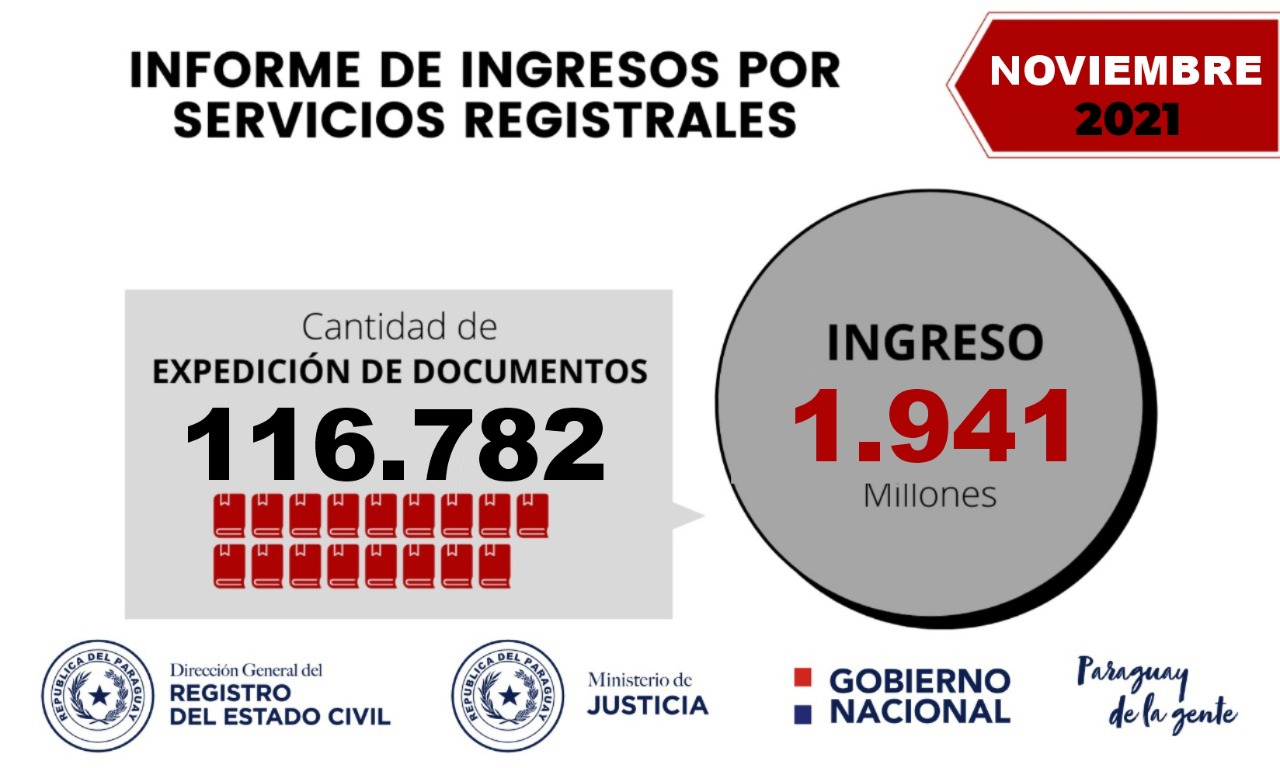 INFORME DE INGRESOS POR
SERVICIOS REGISTRALES
NOVIEMBRE
2021
Cantidad de
EXPEDICIÓN DE DOCUMENTOS
116.782
INGRESO
1.941
Millones
REPUBLICA DEL PARAGUAY
Dirección General del
REGISTRO
DEL ESTADO CIVIL
REPUBLICA DEL PARAGUAY
Ministerio de
JUSTICIA
GOBIERNO
NACIONAL
Paraguay
de la gente